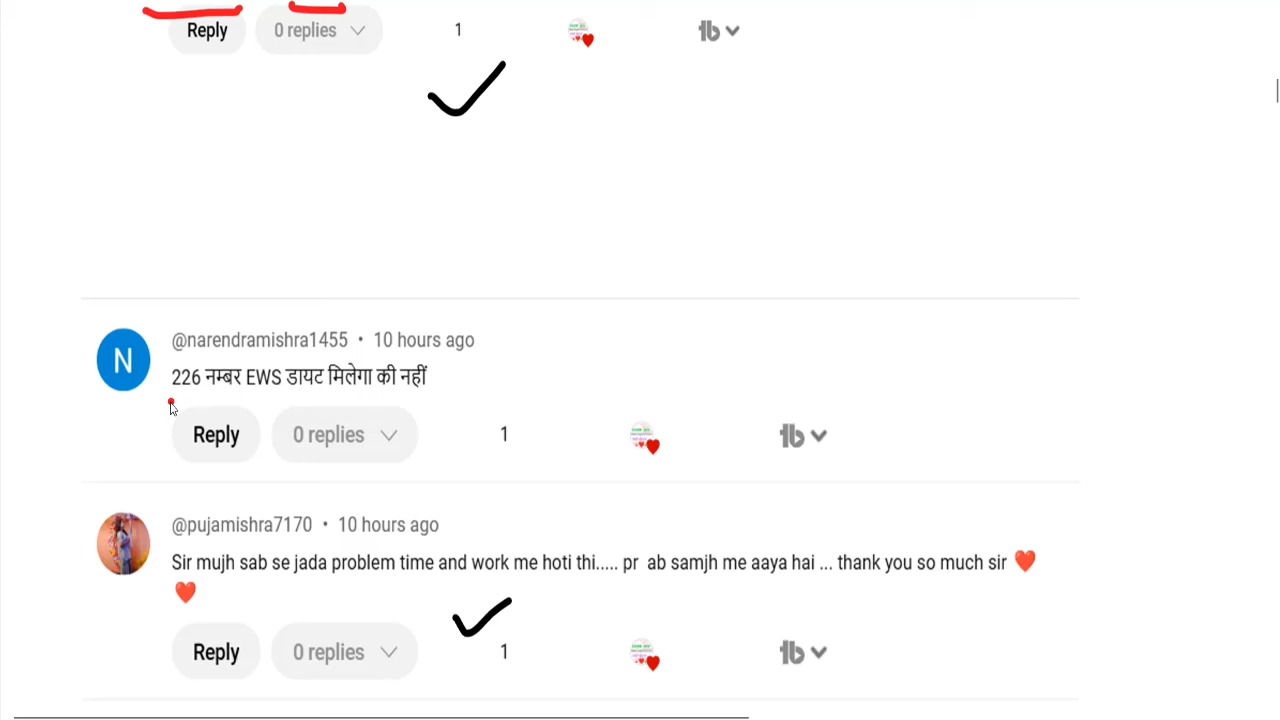 Reply 0 replies 1
@narendramishra1455 • 10 hours ago
226 नम्बर EWS डायट मिलेगा की नहीं
Reply 0 replies 1
@pujamishra7170 • 10 hours ago
Sir mujh sab se jada problem time and work me hoti thi..... pr ab samjh me aaya hai ... thank you so much sir ❤️
❤️
Reply 0 replies 1